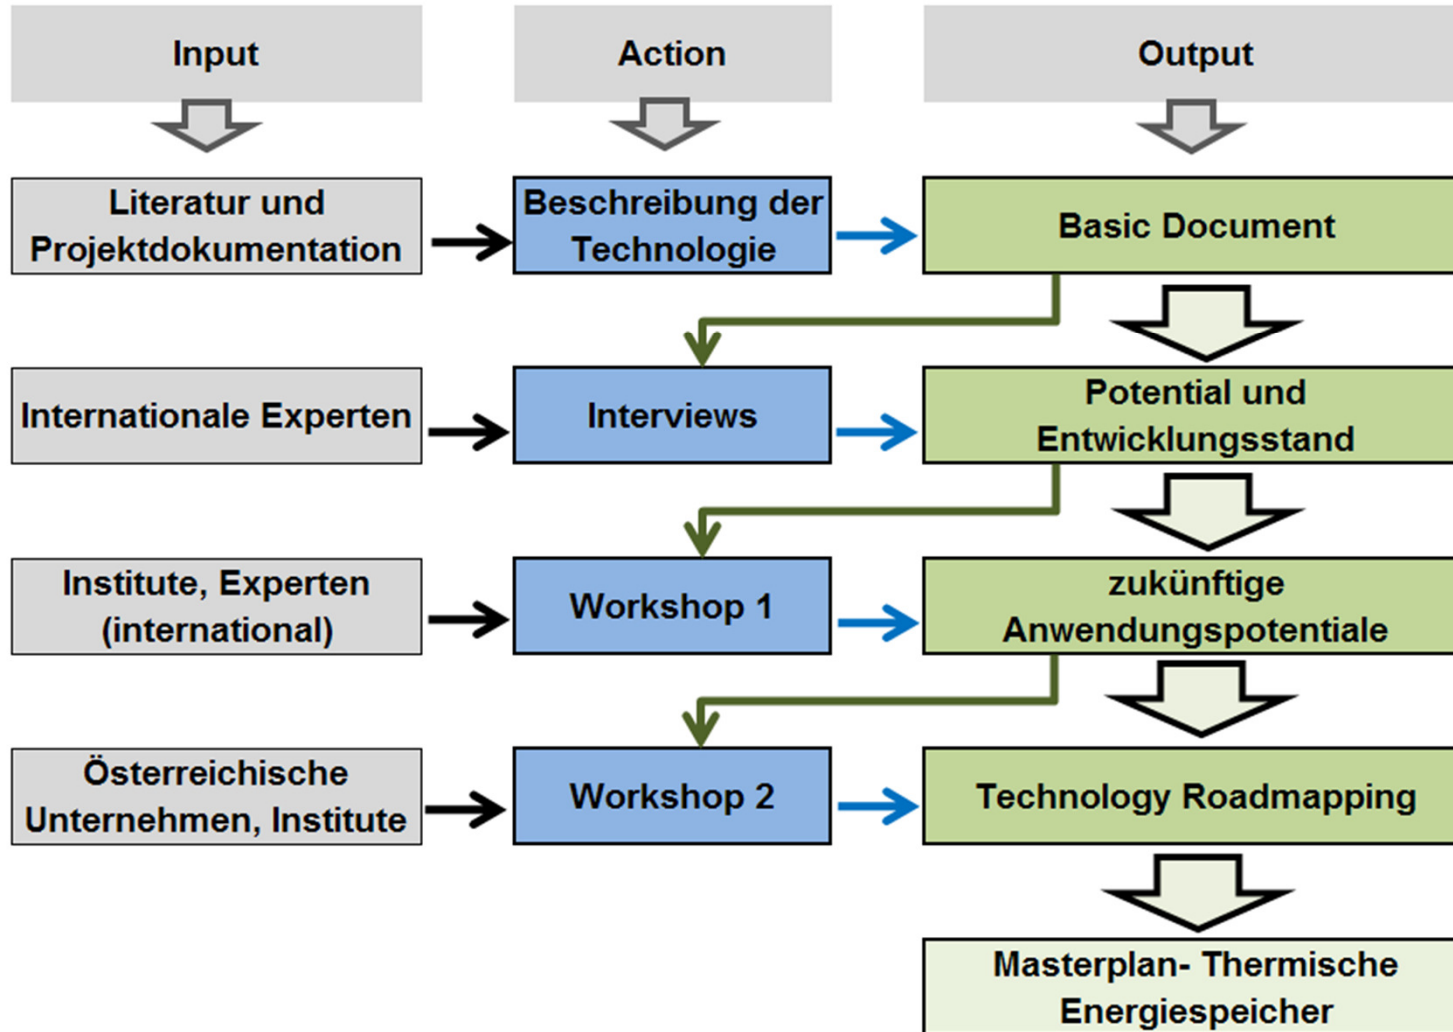 Input
Action
Output
Literatur und
Projektdokumentation
Beschreibung der
Technologie
Basic Document
Internationale Experten
Interviews
Potential und
Entwicklungsstand
Institute, Experten
(international)
Workshop 1
zukünftige
Anwendungspotentiale
Österreichische
Unternehmen, Institute
Workshop 2
Technology Roadmapping
Masterplan- Thermische
Energiespeicher